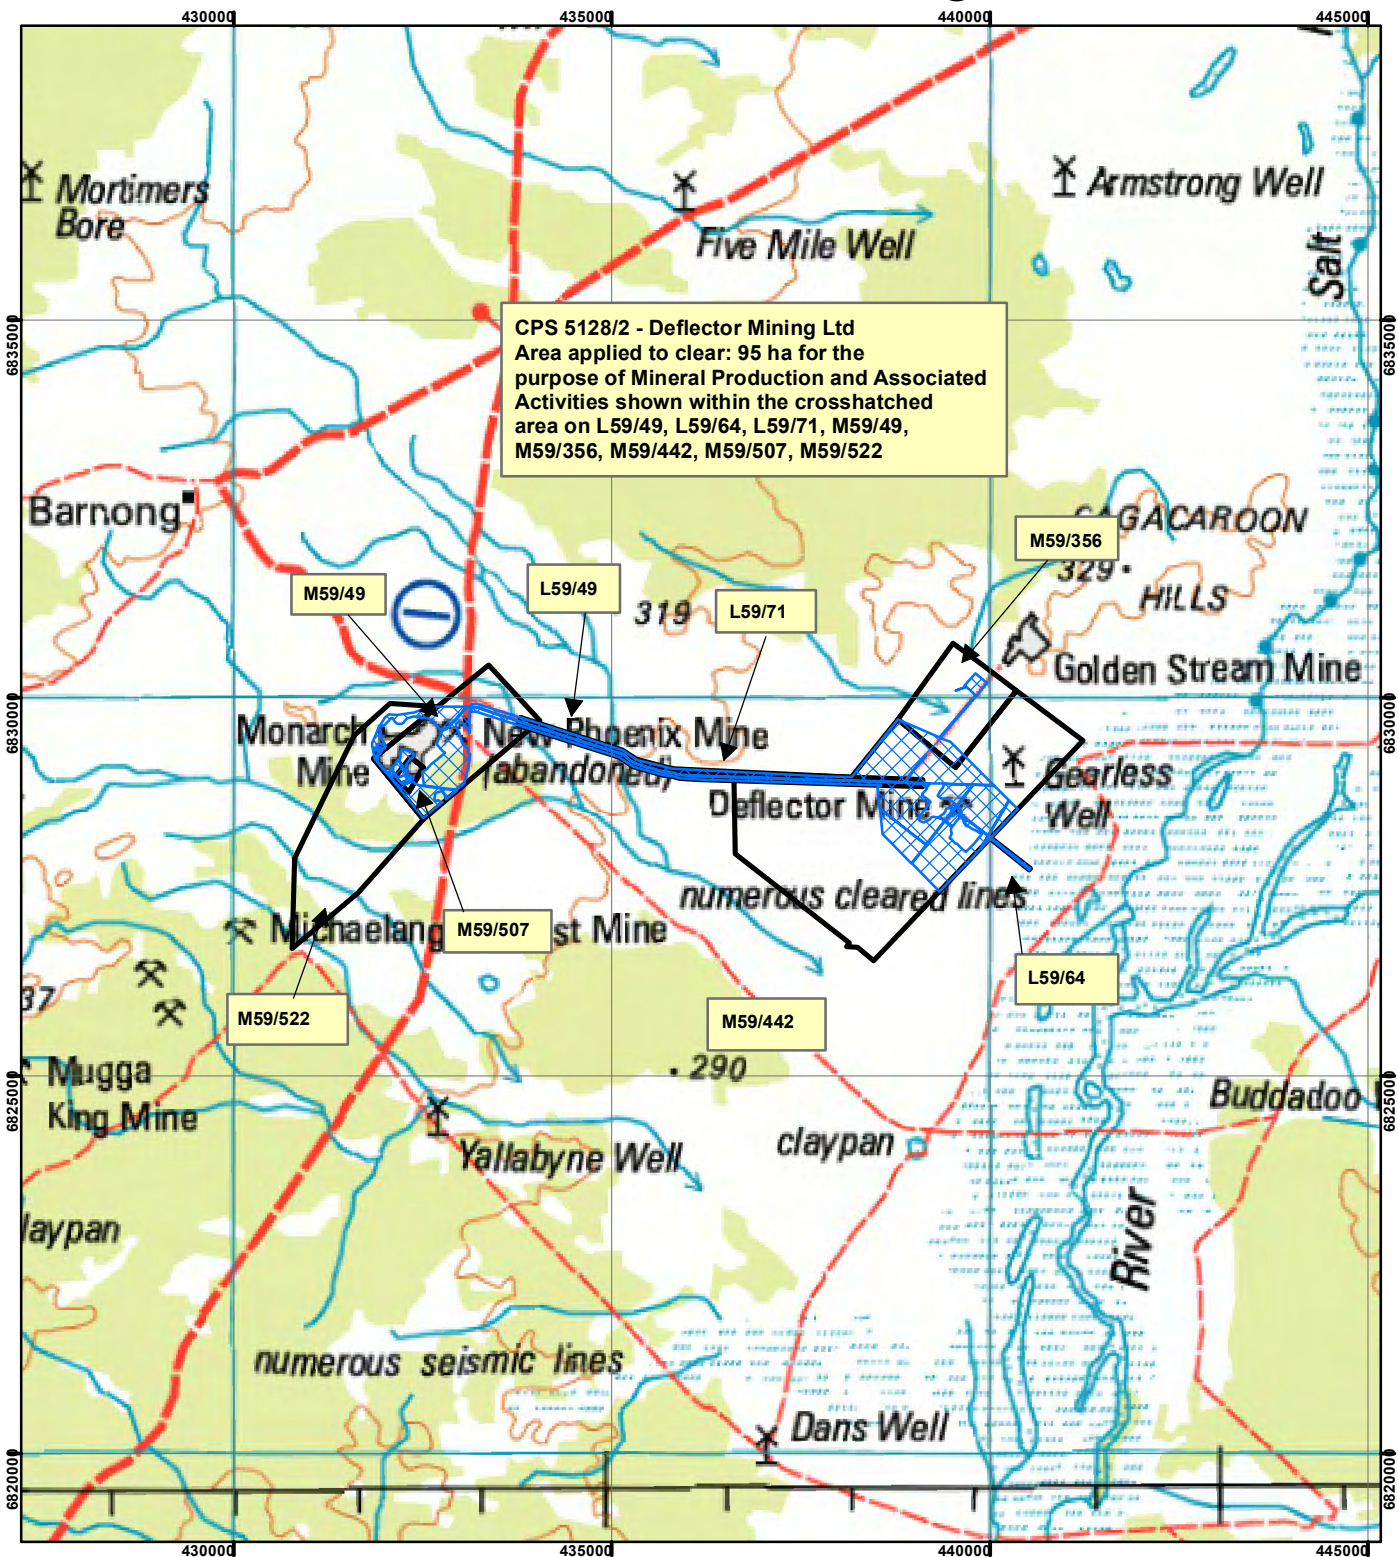 430000
435000
440000
445000
Mortimers
Bore
Armstrong Well
Five Mile Well
Salt
6835000
6835000
CPS 5128/2 - Deflector Mining Ltd
Area applied to clear: 95 ha for the
purpose of Mineral Production and Associated
Activities shown within the crosshatched
area on L59/49, L59/64, L59/71, M59/49,
M59/356, M59/442, M59/507, M59/522
Barnong
GAGACAROON
M59/356
329
HILLS
M59/49
L59/49
319
L59/71
Golden Stream Mine
6830000
6830000
Monarch
Mine
New Phoenix Mine
(abandoned)
Gearless
Well
Deflector Mine
numerous cleared lines
Michaelang
M59/507
st Mine
L59/64
37
M59/522
M59/442
290
Mugga
King Mine
6825000
6825000
Buddadoo
claypan
Yallabyne Well
River
laypan
numerous seismic lines
Dans Well
6820000
6820000
430000
435000
440000
445000